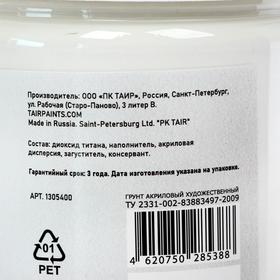 Производитель: ООО «ПК ТАИР», Россия, Санкт-Петербург,
ул. Рабочая (Старо-Паново), 3 литер В.
TAIRPAINTS.COM
Made in Russia. Saint-Petersburg Ltd. "PK TAIR"
Состав: диоксид титана, наполнитель, акриловая
дисперсия, загуститель, консервант.
Гарантийный срок: 3 года. Дата изготовления указана на упаковке.
АРТ. 1305400
ГРУНТ АКРИЛОВЫЙ ХУДОЖЕСТВЕННЫЙ
ТУ 2331-002-83883497-2009
01
PET
4 620750 285388